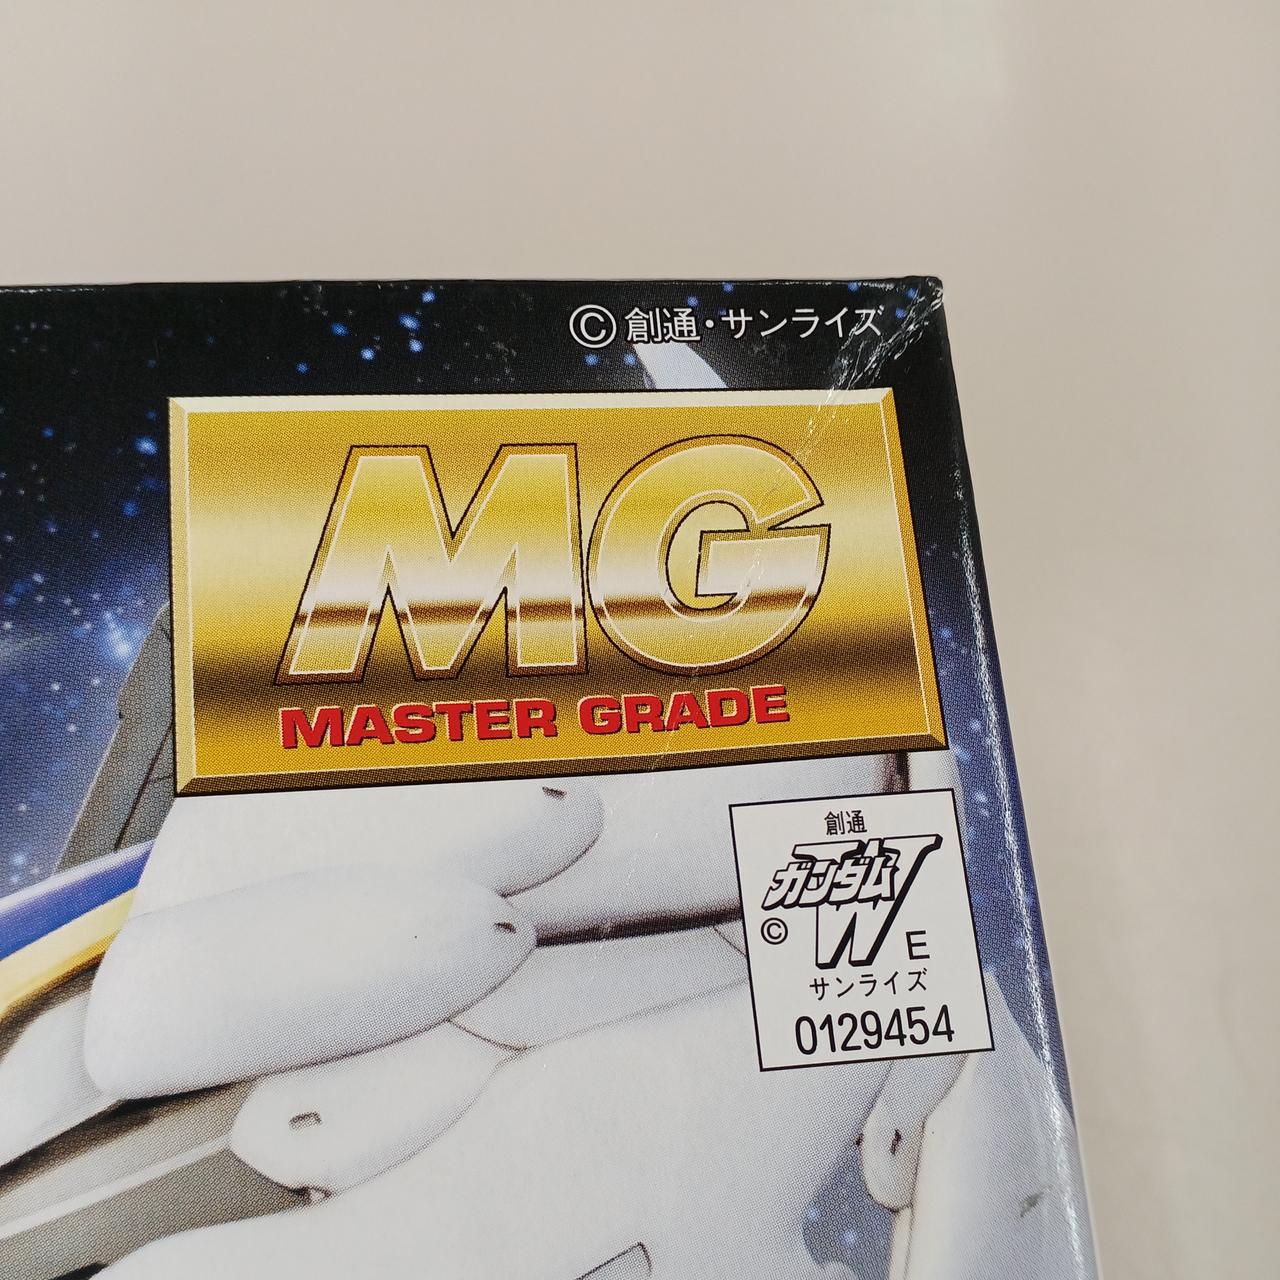 ©創通・サンライズ
MG
MASTER GRADE
創通
ガンダムW
© E
サンライズ
0129454